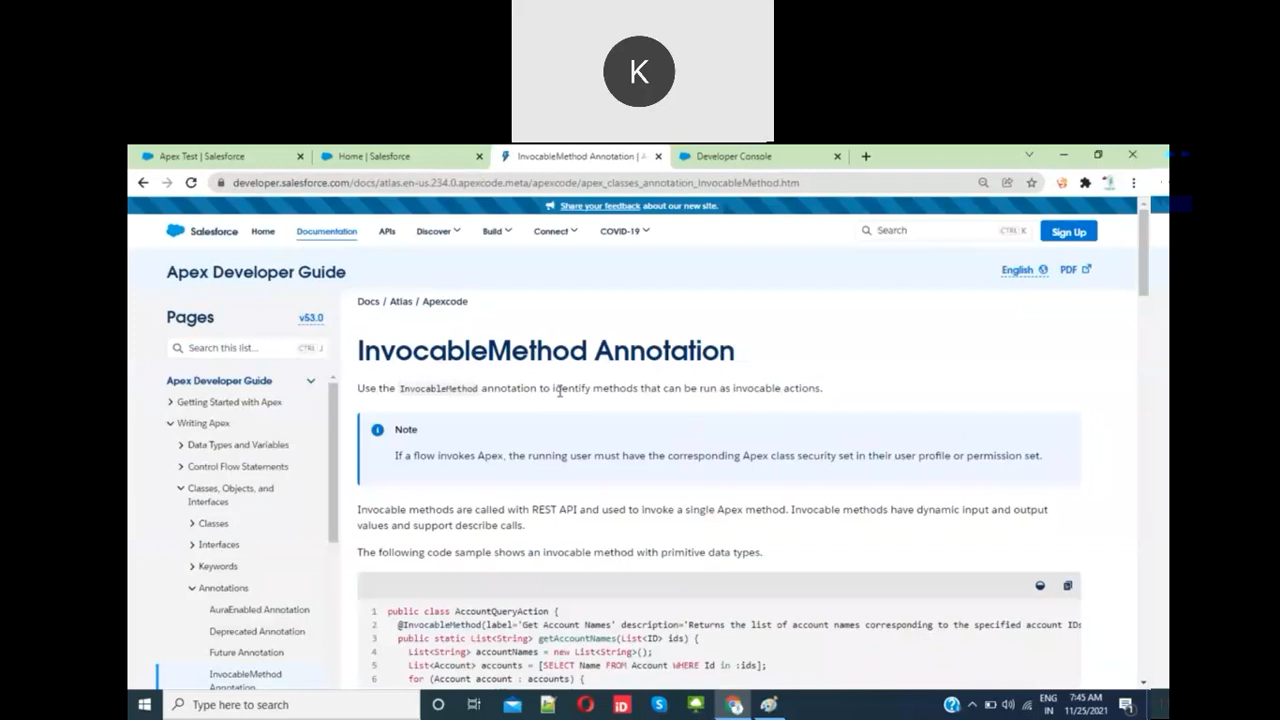 K
Apex Test | Salesforce
Home | Salesforce
InvocableMethod Annotation |
Developer Console
developer.salesforce.com/docs/atlas.en-us.234.0.apexcode.meta/apexcode/apex_classes_annotation_InvocableMethod.htm
Share your feedback about our new site.
Salesforce Home Documentation APIs Discover Build Connect COVID-19 Search CTRL K Sign Up
Apex Developer Guide
English PDF
Docs / Atlas / Apexcode
Pages v53.0
Search this list... CTRL J
Apex Developer Guide
Getting Started with Apex
Writing Apex
Data Types and Variables
Control Flow Statements
Classes, Objects, and
Interfaces
Classes
Interfaces
Keywords
Annotations
AuraEnabled Annotation
Deprecated Annotation
Future Annotation
InvocableMethod
Annotation
InvocableMethod Annotation
Use the InvocableMethod annotation to identify methods that can be run as invocable actions.
Note
If a flow invokes Apex, the running user must have the corresponding Apex class security set in their user profile or permission set.
Invocable methods are called with REST API and used to invoke a single Apex method. Invocable methods have dynamic input and output
values and support describe calls.
The following code sample shows an invocable method with primitive data types.
1 public class AccountQueryAction {
2 @InvocableMethod(label='Get Account Names' description='Returns the list of account names corresponding to the specified account IDs
3 public static List<String> getAccountNames(List<ID> ids) {
4 List<String> accountNames = new List<String>();
5 List<Account> accounts = [SELECT Name FROM Account WHERE Id in :ids];
6 for (Account account : accounts) {
Type here to search
iD
ENG
IN
7:45 AM
11/25/2021
1